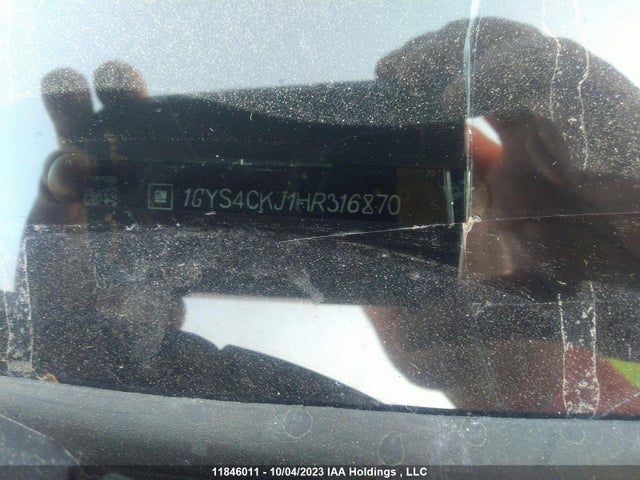 GM 1GYS4CKJ1HR316870
11846011 - 10/04/2023 IAA Holdings , LLC